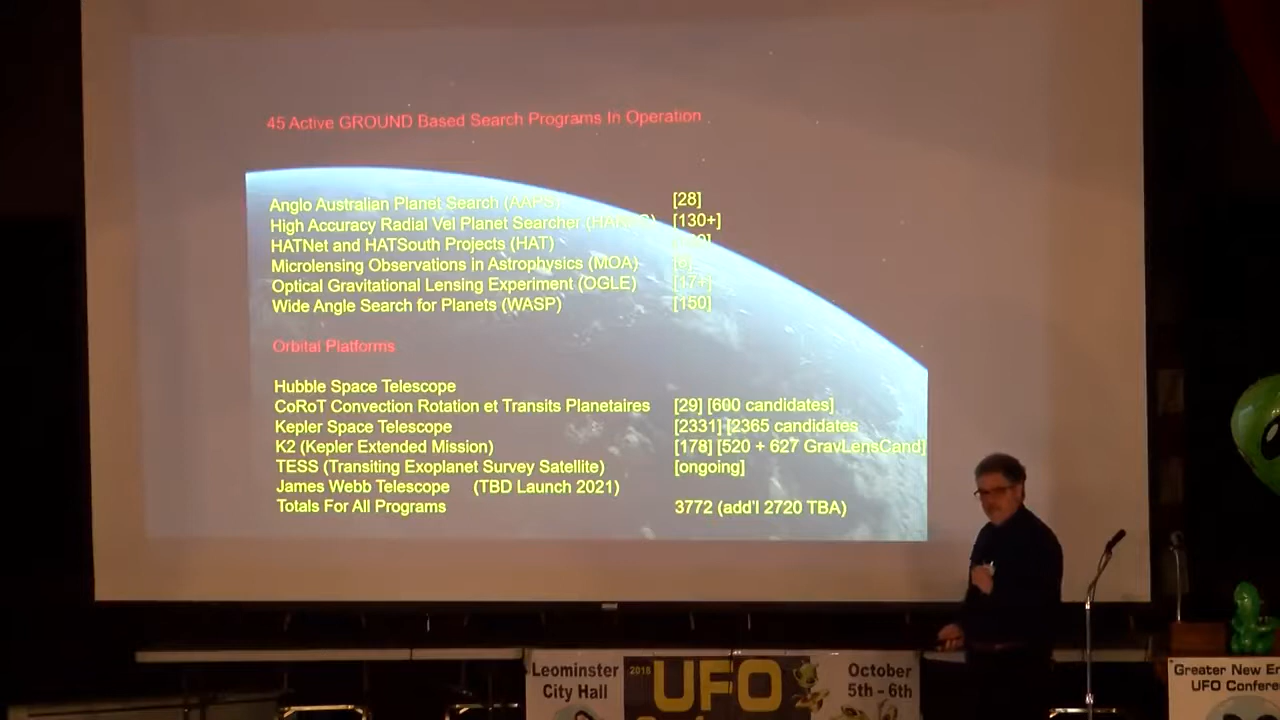 45 Active GROUND Based Search Programs In Operation
Anglo Australian Planet Search (AAPS) [28]
High Accuracy Radial Vel Planet Searcher [130+]
HATNet and HATSouth Projects (HAT)
Microlensing Observations in Astrophysics (MOA)
Optical Gravitational Lensing Experiment (OGLE) [17+]
Wide Angle Search for Planets (WASP) [150]
Orbital Platforms
Hubble Space Telescope
CoRoT Convection Rotation et Transits Planetaires [29] [600 candidates]
Kepler Space Telescope [2331] [2365 candidates
K2 (Kepler Extended Mission) [178] [520 + 627 GravLensCand]
TESS (Transiting Exoplanet Survey Satellite) [ongoing]
James Webb Telescope (TBD Launch 2021)
Totals For All Programs 3772 (add'l 2720 TBA)
Leominster
City Hall
2018 UFO
October
5th - 6th
Greater New
UFO